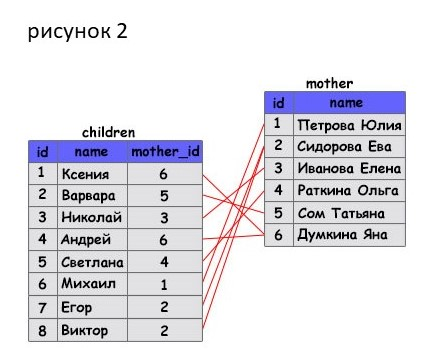 рисунок 2
mother
id name
1 Петрова Юлия
2 Сидорова Ева
3 Иванова Елена
4 Раткина Ольга
5 Сом Татьяна
6 Думкина Яна
children
id name mother_id
1 Ксения 6
2 Варвара 5
3 Николай 3
4 Андрей 6
5 Светлана 4
6 Михаил 1
7 Егор 2
8 Виктор 2